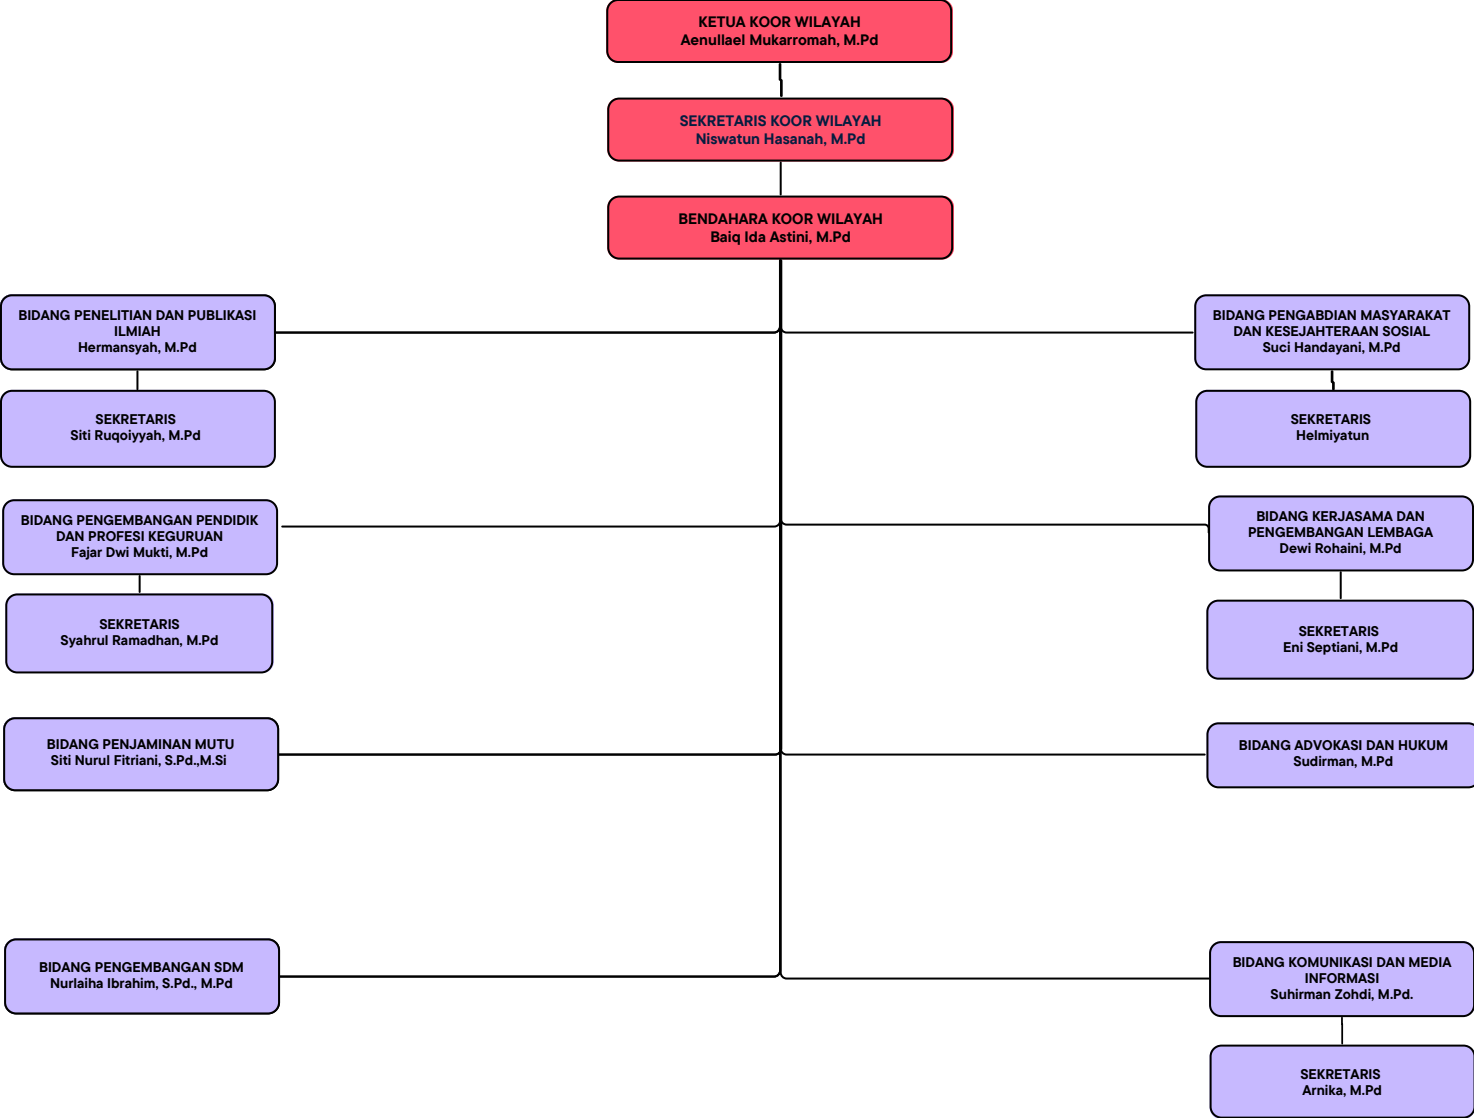 KETUA KOOR WILAYAH
Aenullael Mukarromah, M.Pd
SEKRETARIS KOOR WILAYAH
Niswatun Hasanah, M.Pd
BENDAHARA KOOR WILAYAH
Baiq Ida Astini, M.Pd
BIDANG PENELITIAN DAN PUBLIKASI
ILMIAH
Hermansyah, M.Pd
SEKRETARIS
Siti Ruqoiyyah, M.Pd
BIDANG PENGEMBANGAN PENDIDIK
DAN PROFESI KEGURUAN
Fajar Dwi Mukti, M.Pd
SEKRETARIS
Syahrul Ramadhan, M.Pd
BIDANG PENJAMINAN MUTU
Siti Nurul Fitriani, S.Pd.,M.Si
BIDANG PENGEMBANGAN SDM
Nurlaiha Ibrahim, S.Pd., M.Pd
BIDANG PENGABDIAN MASYARAKAT
DAN KESEJAHTERAAN SOSIAL
Suci Handayani, M.Pd
SEKRETARIS
Helmiyatun
BIDANG KERJASAMA DAN
PENGEMBANGAN LEMBAGA
Dewi Rohaini, M.Pd
SEKRETARIS
Eni Septiani, M.Pd
BIDANG ADVOKASI DAN HUKUM
Sudirman, M.Pd
BIDANG KOMUNIKASI DAN MEDIA
INFORMASI
Suhirman Zohdi, M.Pd.
SEKRETARIS
Arnika, M.Pd